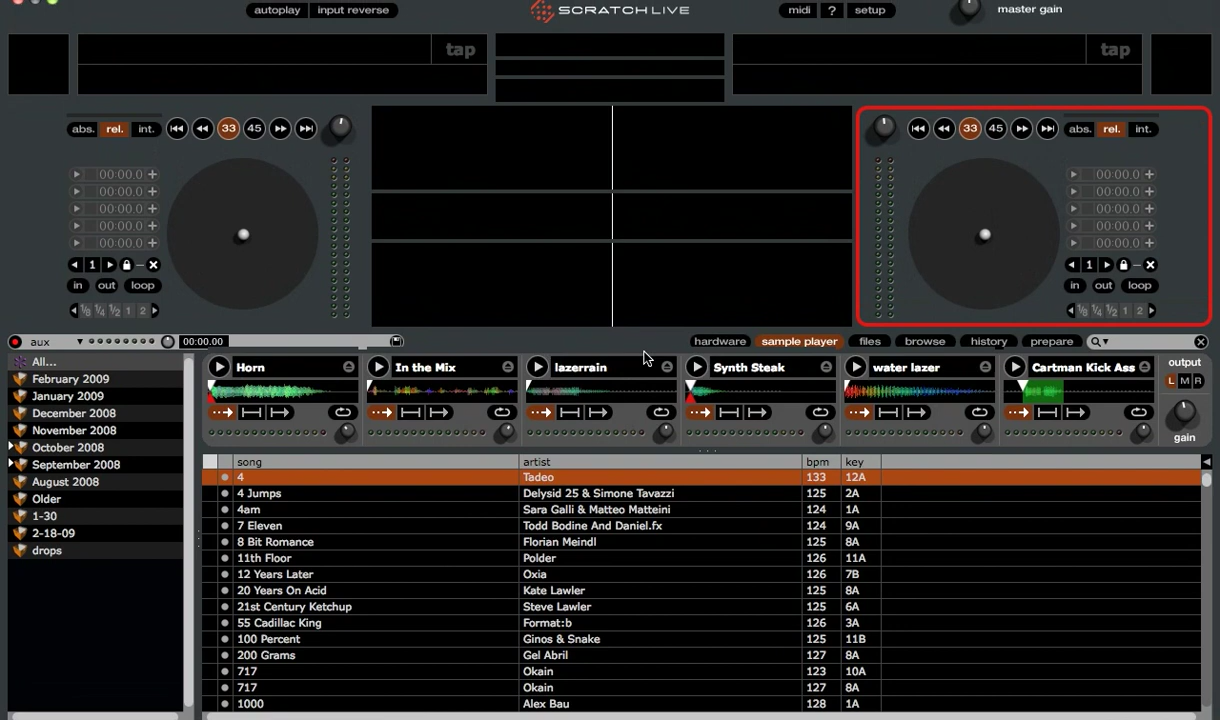 autoplay input reverse SCRATCH LIVE midi ? setup master gain
tap tap
abs. rel. int. 33 45 33 45 abs. rel. int.
00:00.0 00:00.0
00:00.0 00:00.0
00:00.0 00:00.0
00:00.0 00:00.0
00:00.0 00:00.0
1 1
in out loop in out loop
1/8 1/4 1/2 1 2 1/8 1/4 1/2 1 2
aux 00:00.00 hardware sample player files browse history prepare
Horn In the Mix lazerrain Synth Steak water lazer Cartman Kick Ass output
L M R
gain
All...
February 2009
January 2009
December 2008
November 2008
October 2008
September 2008
August 2008
Older
1-30
2-18-09
drops
song artist bpm key
4 Tadeo 133 12A
4 Jumps Delysid 25 & Simone Tavazzi 125 2A
4am Sara Galli & Matteo Matteini 124 1A
7 Eleven Todd Bodine And Daniel.fx 124 9A
8 Bit Romance Florian Meindl 125 8A
11th Floor Polder 126 11A
12 Years Later Oxia 126 7B
20 Years On Acid Kate Lawler 125 8A
21st Century Ketchup Steve Lawler 125 6A
55 Cadillac King Format:b 126 3A
100 Percent Ginos & Snake 125 11B
200 Grams Gel Abril 127 8A
717 Okain 123 10A
717 Okain 127 8A
1000 Alex Bau 128 1A